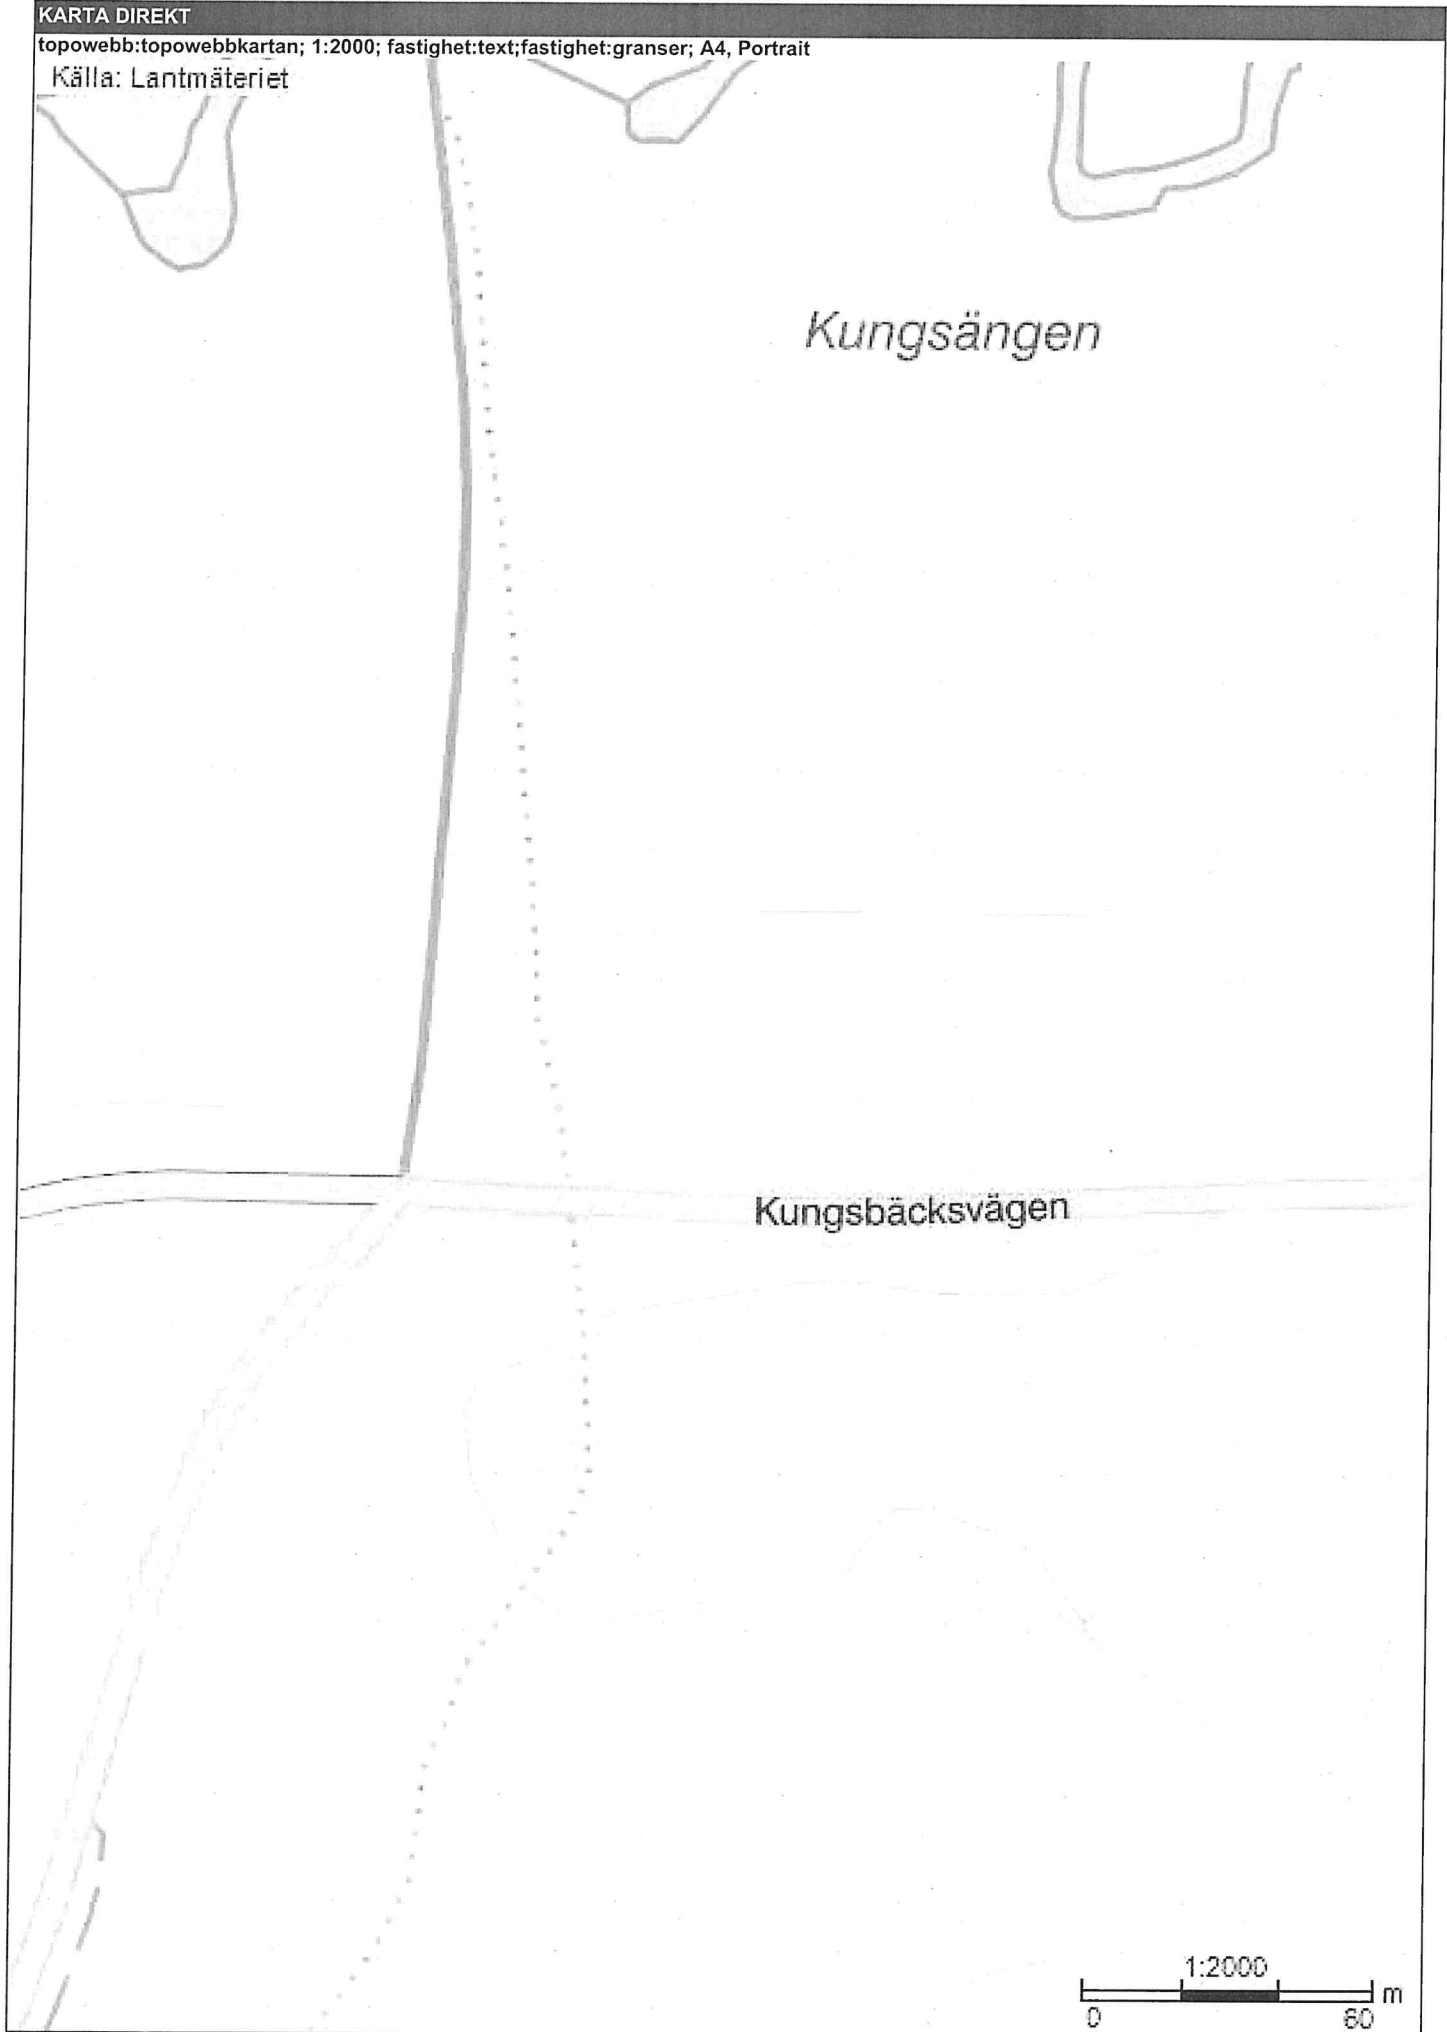 KARTA DIREKT
topowebb:topowebbkartan; 1:2000; fastighet:text;fastighet:granser; A4, Portrait
Källa: Lantmäteriet
Kungsängen
Kungsbäcksvägen
1:2000
m
0 60